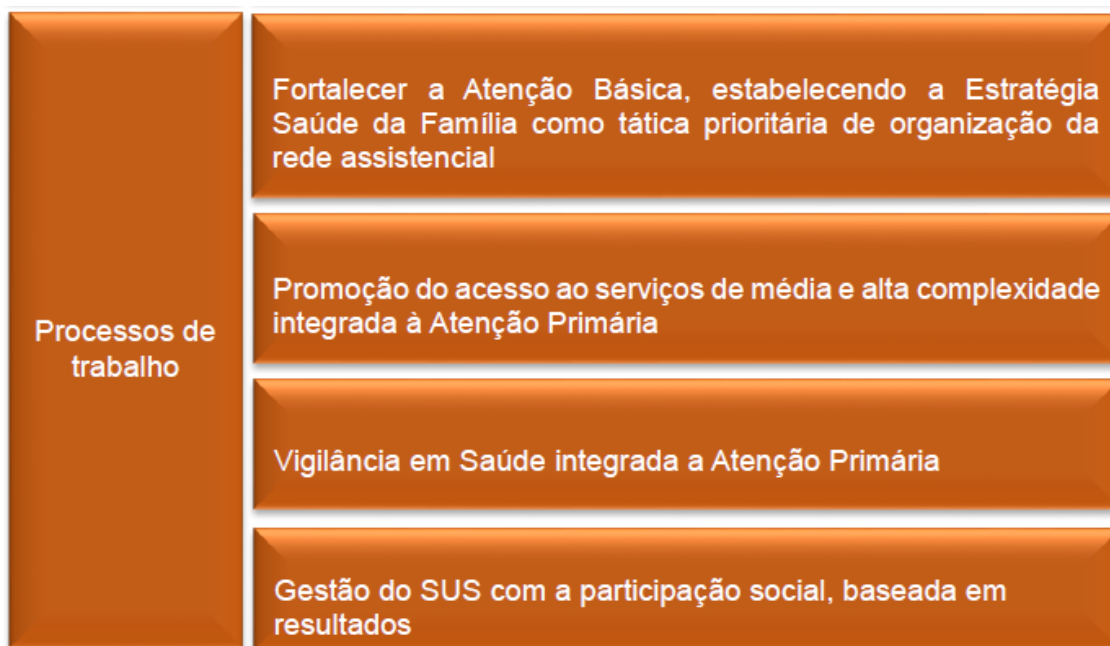 Processos de
trabalho
Fortalecer a Atenção Básica, estabelecendo a Estratégia
Saúde da Família como tática prioritária de organização da
rede assistencial
Promoção do acesso ao serviços de média e alta complexidade
integrada à Atenção Primária
Vigilância em Saúde integrada a Atenção Primária
Gestão do SUS com a participação social, baseada em
resultados